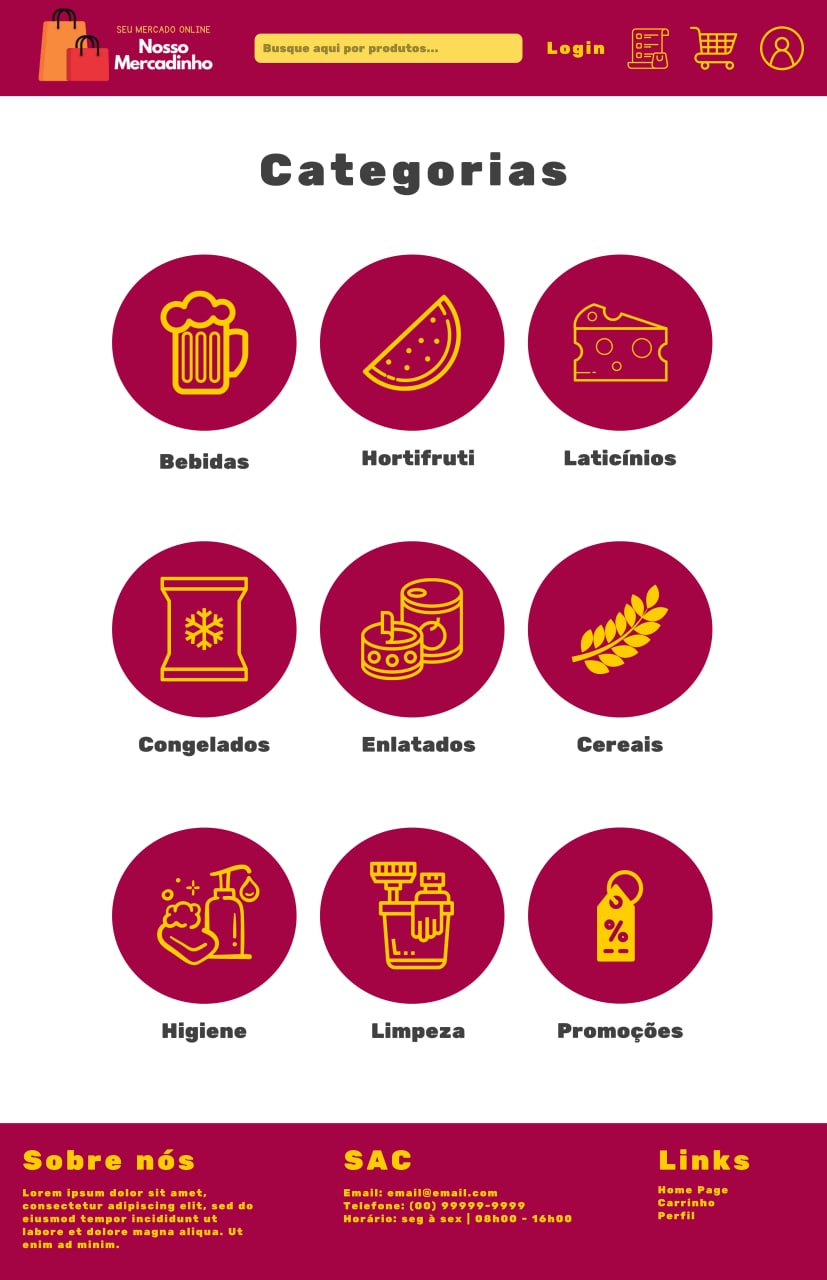 SEU MERCADO ONLINE
Nosso
Mercadinho
Busque aqui por produtos...
Login
Categorias
Bebidas
Hortifruti
Laticínios
Congelados
Enlatados
Cereais
%
Higiene
Limpeza
Promoções
Sobre nós
Lorem ipsum dolor sit amet,
consectetur adipiscing elit, sed do
eiusmod tempor incididunt ut
labore et dolore magna aliqua. Ut
enim ad minim.
SAC
Email: email@email.com
Telefone: (00) 99999-9999
Horário: seg à sex | 08h00 - 16h00
Links
Home Page
Carrinho
Perfil